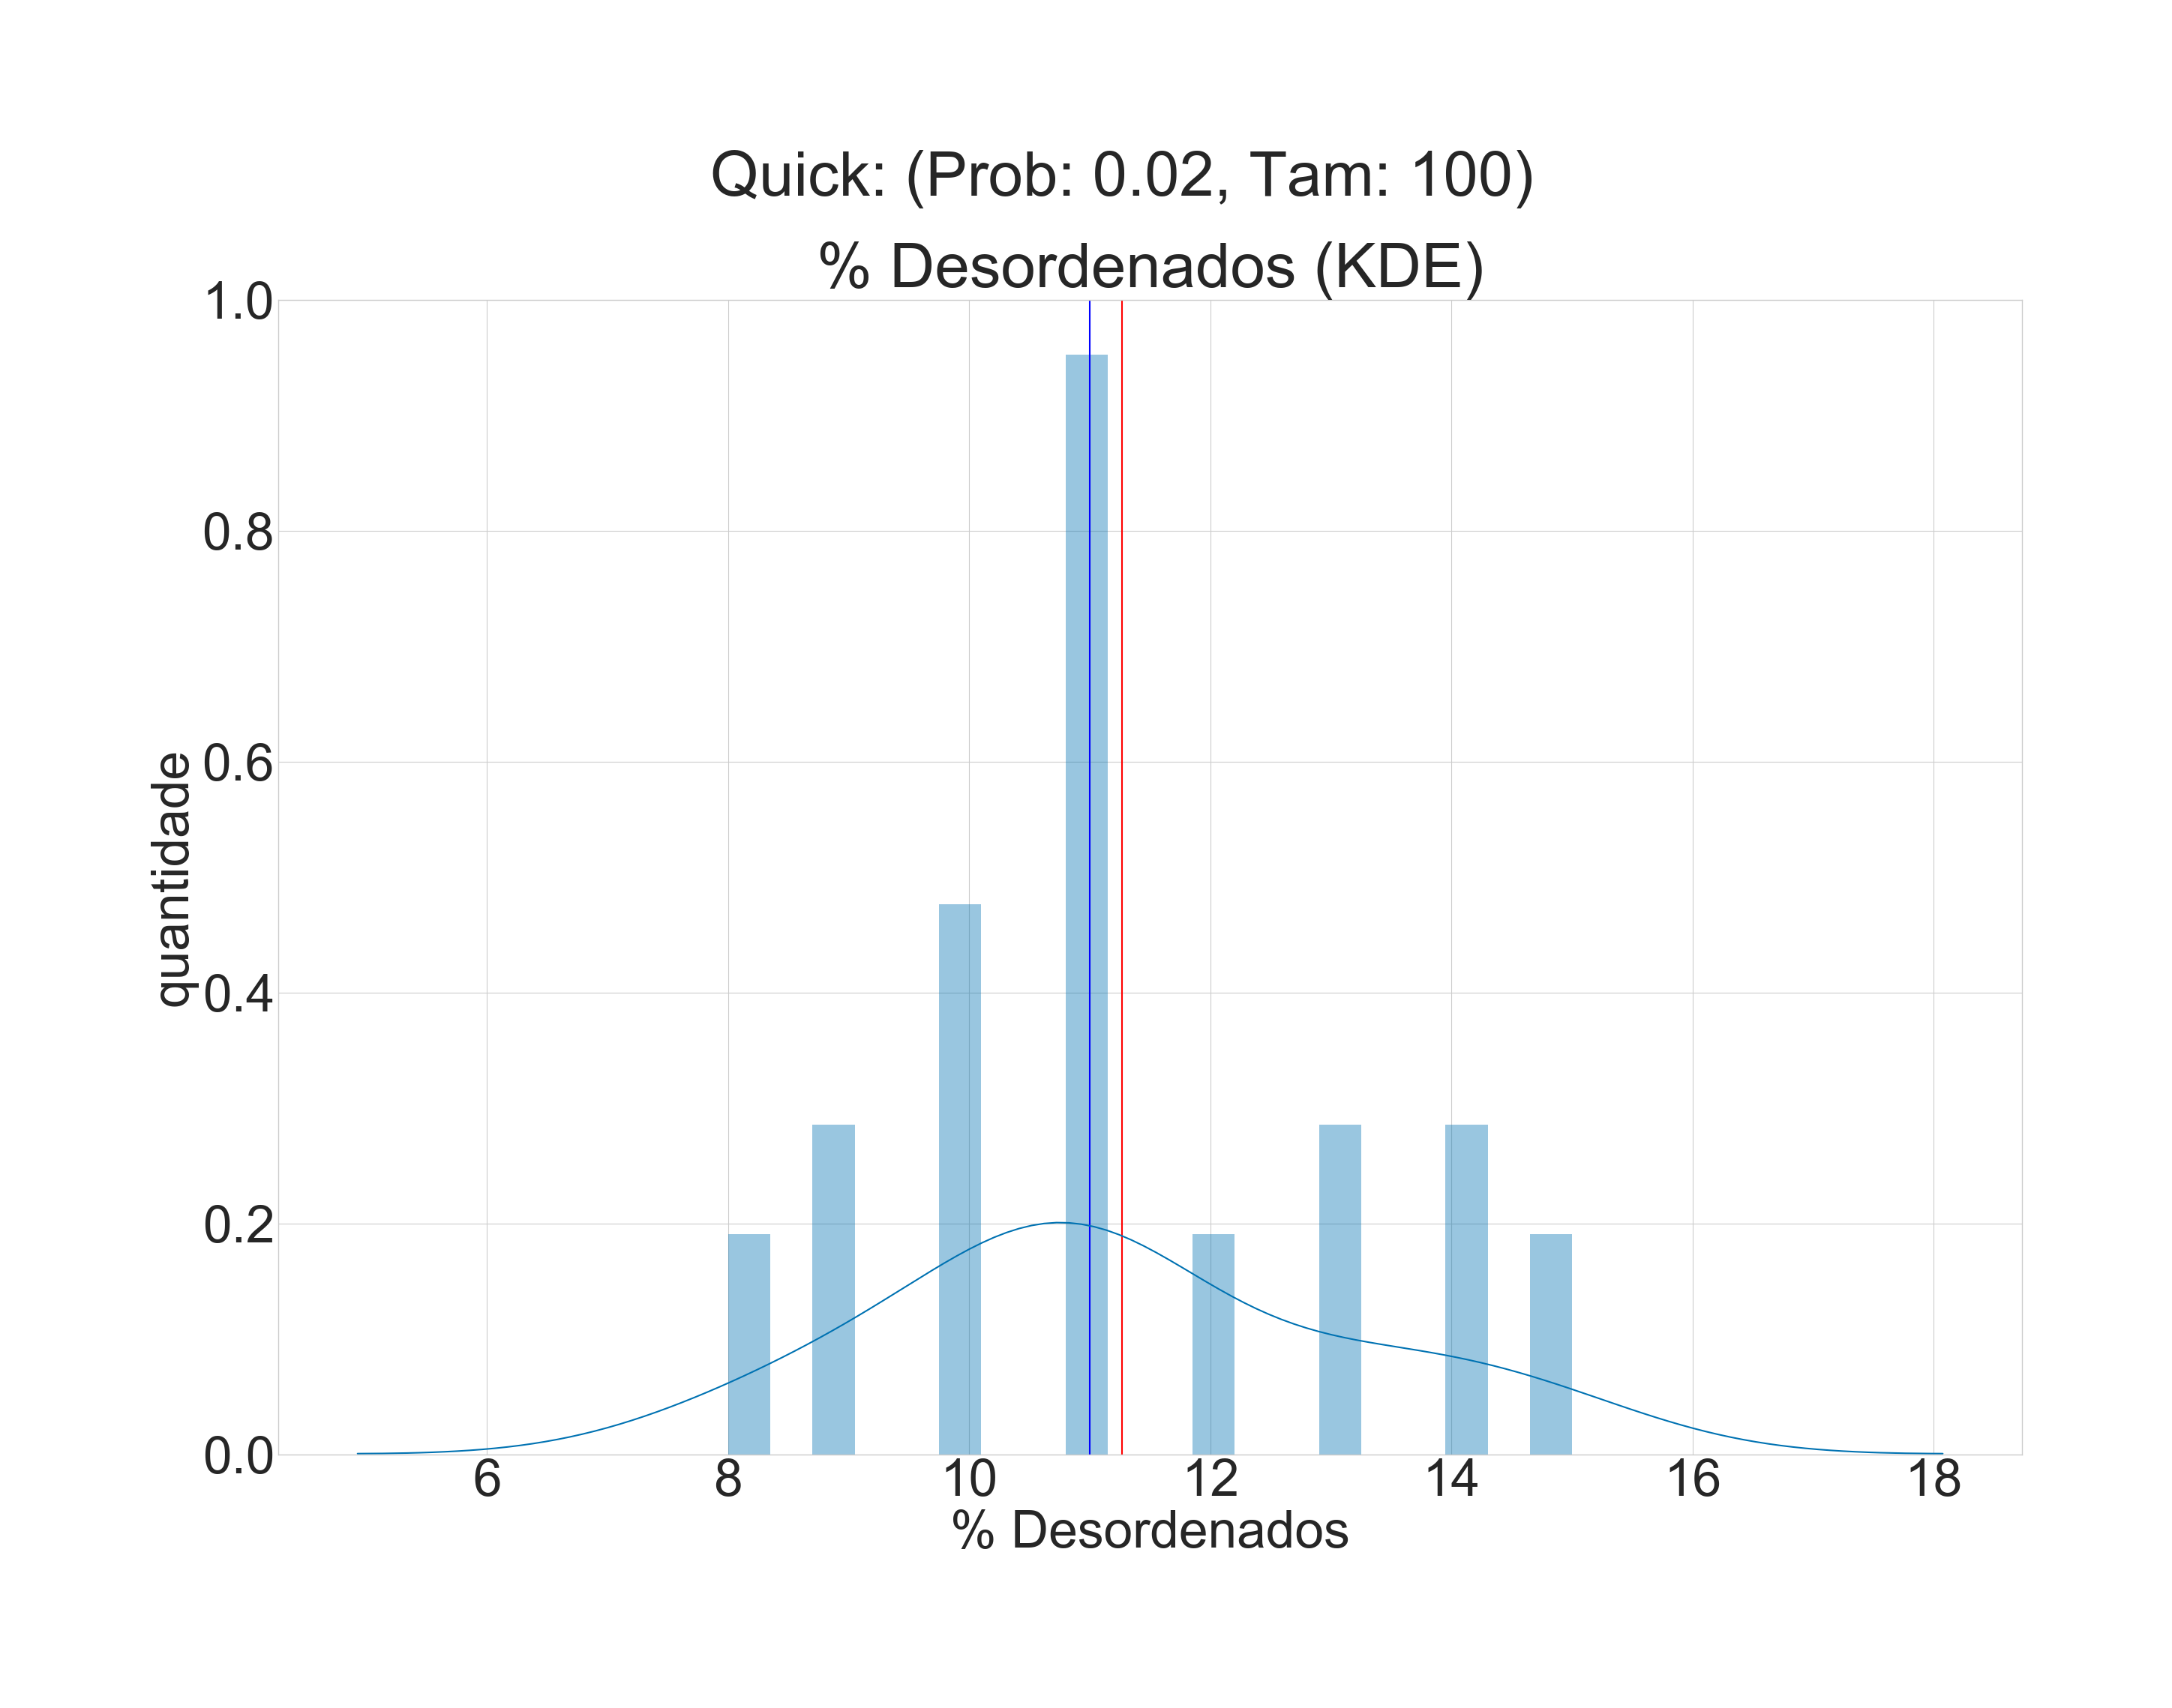 Quick: (Prob: 0.02, Tam: 100)
% Desordenados (KDE)
1.0
0.8
0.6
0.4
0.2
0.0
quantidade
6 8 10 12 14 16 18
% Desordenados